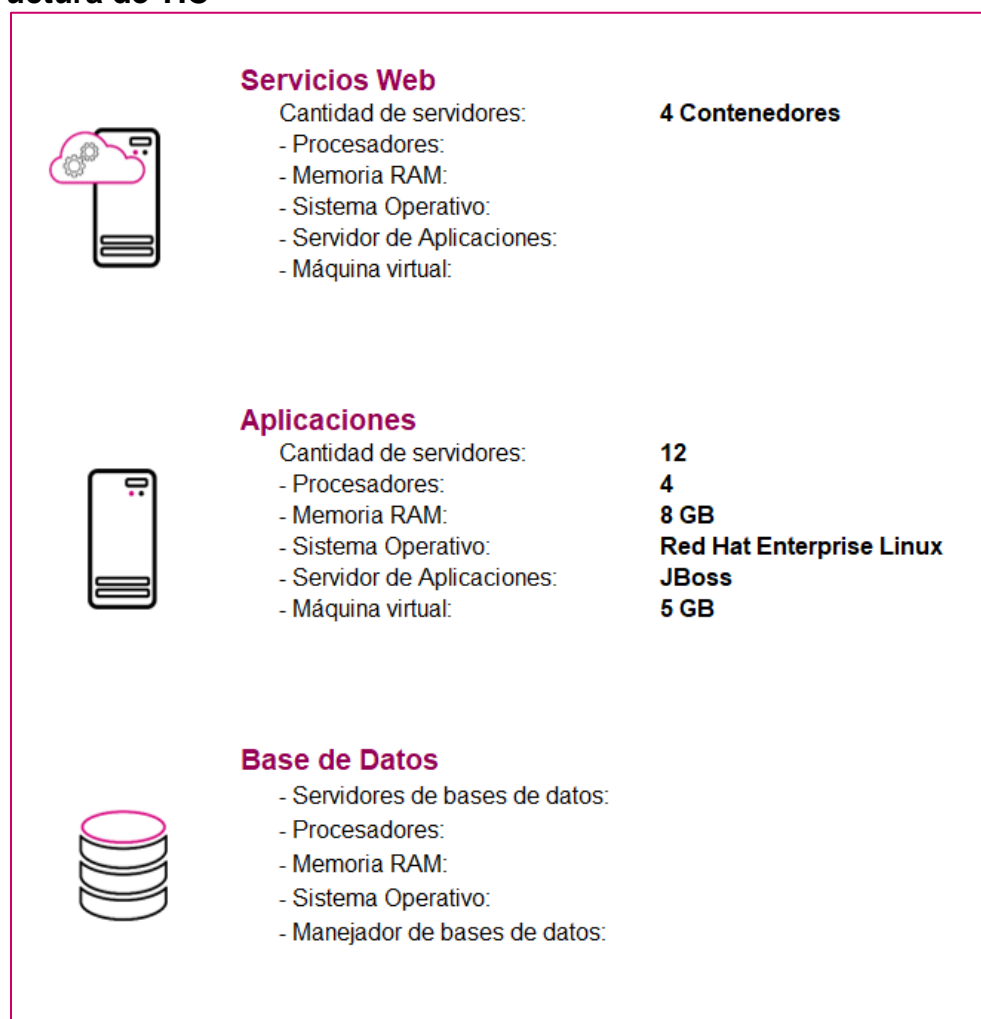 Servicios Web
Cantidad de servidores: 4 Contenedores
- Procesadores:
- Memoria RAM:
- Sistema Operativo:
- Servidor de Aplicaciones:
- Máquina virtual:
Aplicaciones
Cantidad de servidores: 12
- Procesadores: 4
- Memoria RAM: 8 GB
- Sistema Operativo: Red Hat Enterprise Linux
- Servidor de Aplicaciones: JBoss
- Máquina virtual: 5 GB
Base de Datos
- Servidores de bases de datos:
- Procesadores:
- Memoria RAM:
- Sistema Operativo:
- Manejador de bases de datos: